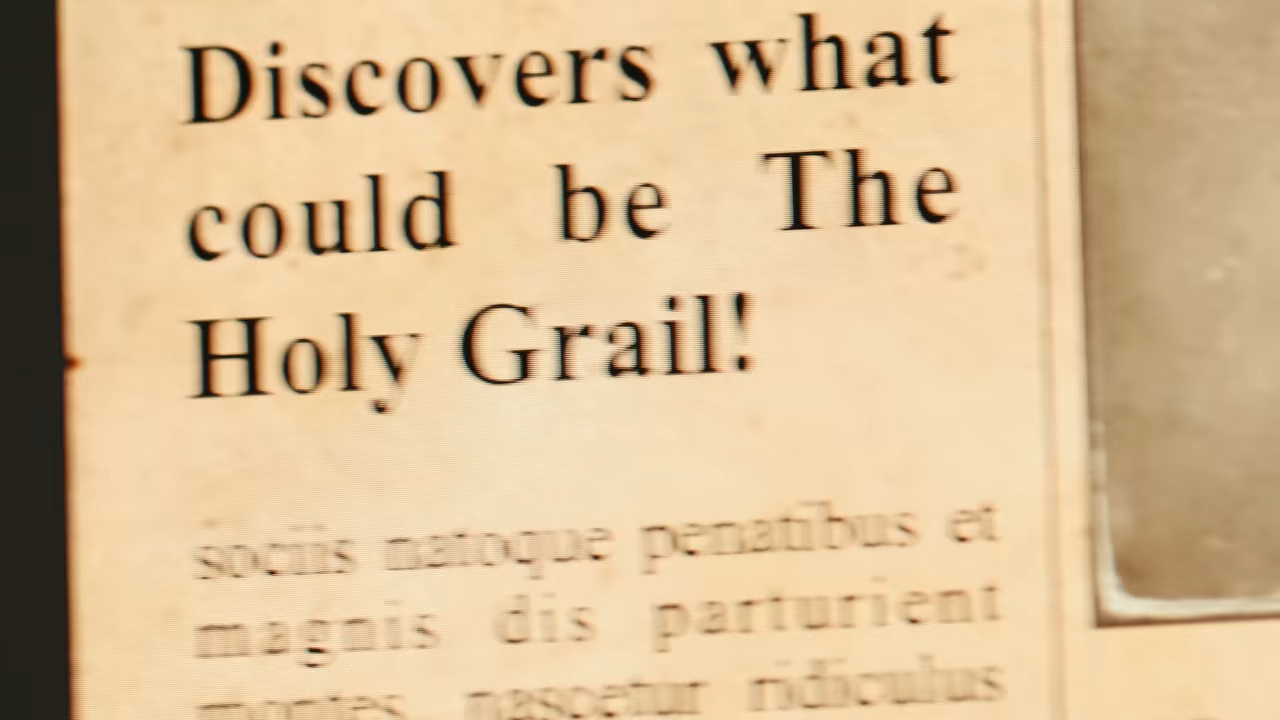 Discovers what
could be The
Holy Grail!
sociis natoque penatibus et
magnis dis parturient
montes nascetur ridiculus